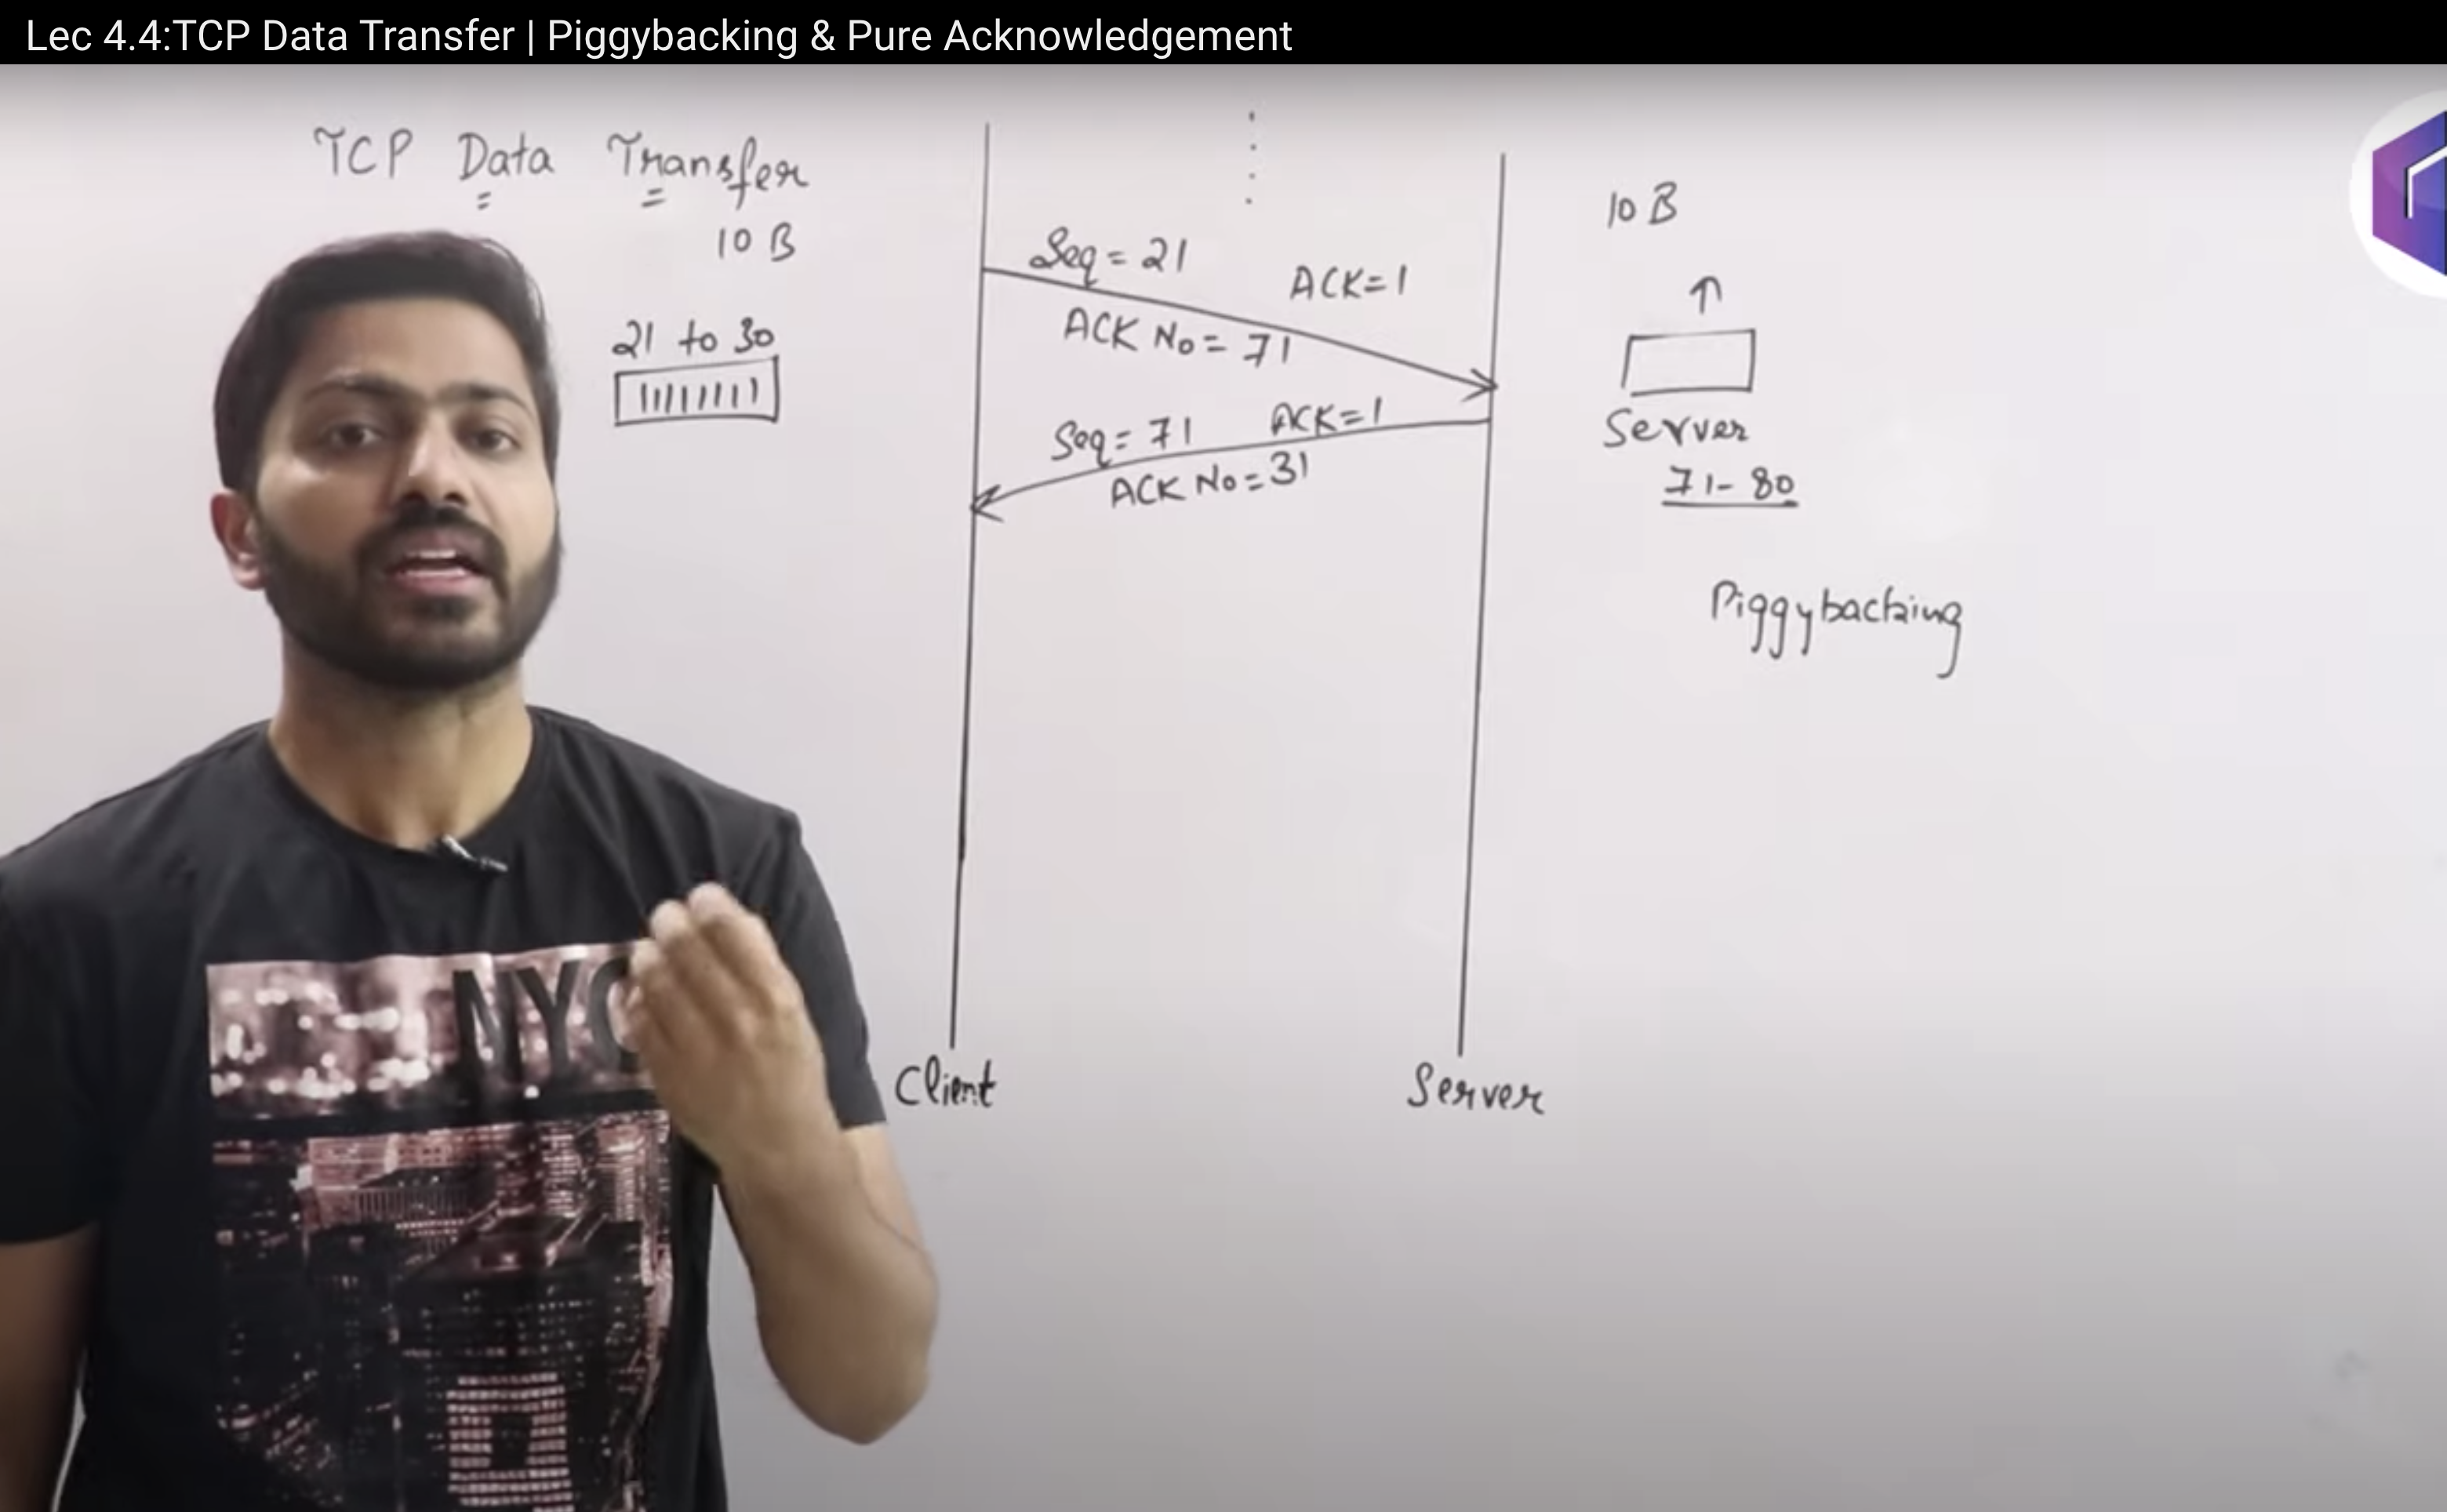 Lec 4.4:TCP Data Transfer | Piggybacking & Pure Acknowledgement
TCP Data Transfer
10 B
21 to 30
Seq = 21
ACK=1
ACK No = 71
Seq = 71 ACK=1
ACK No = 31
10 B
Server
71-80
Piggybacking
Client
Server
NYC